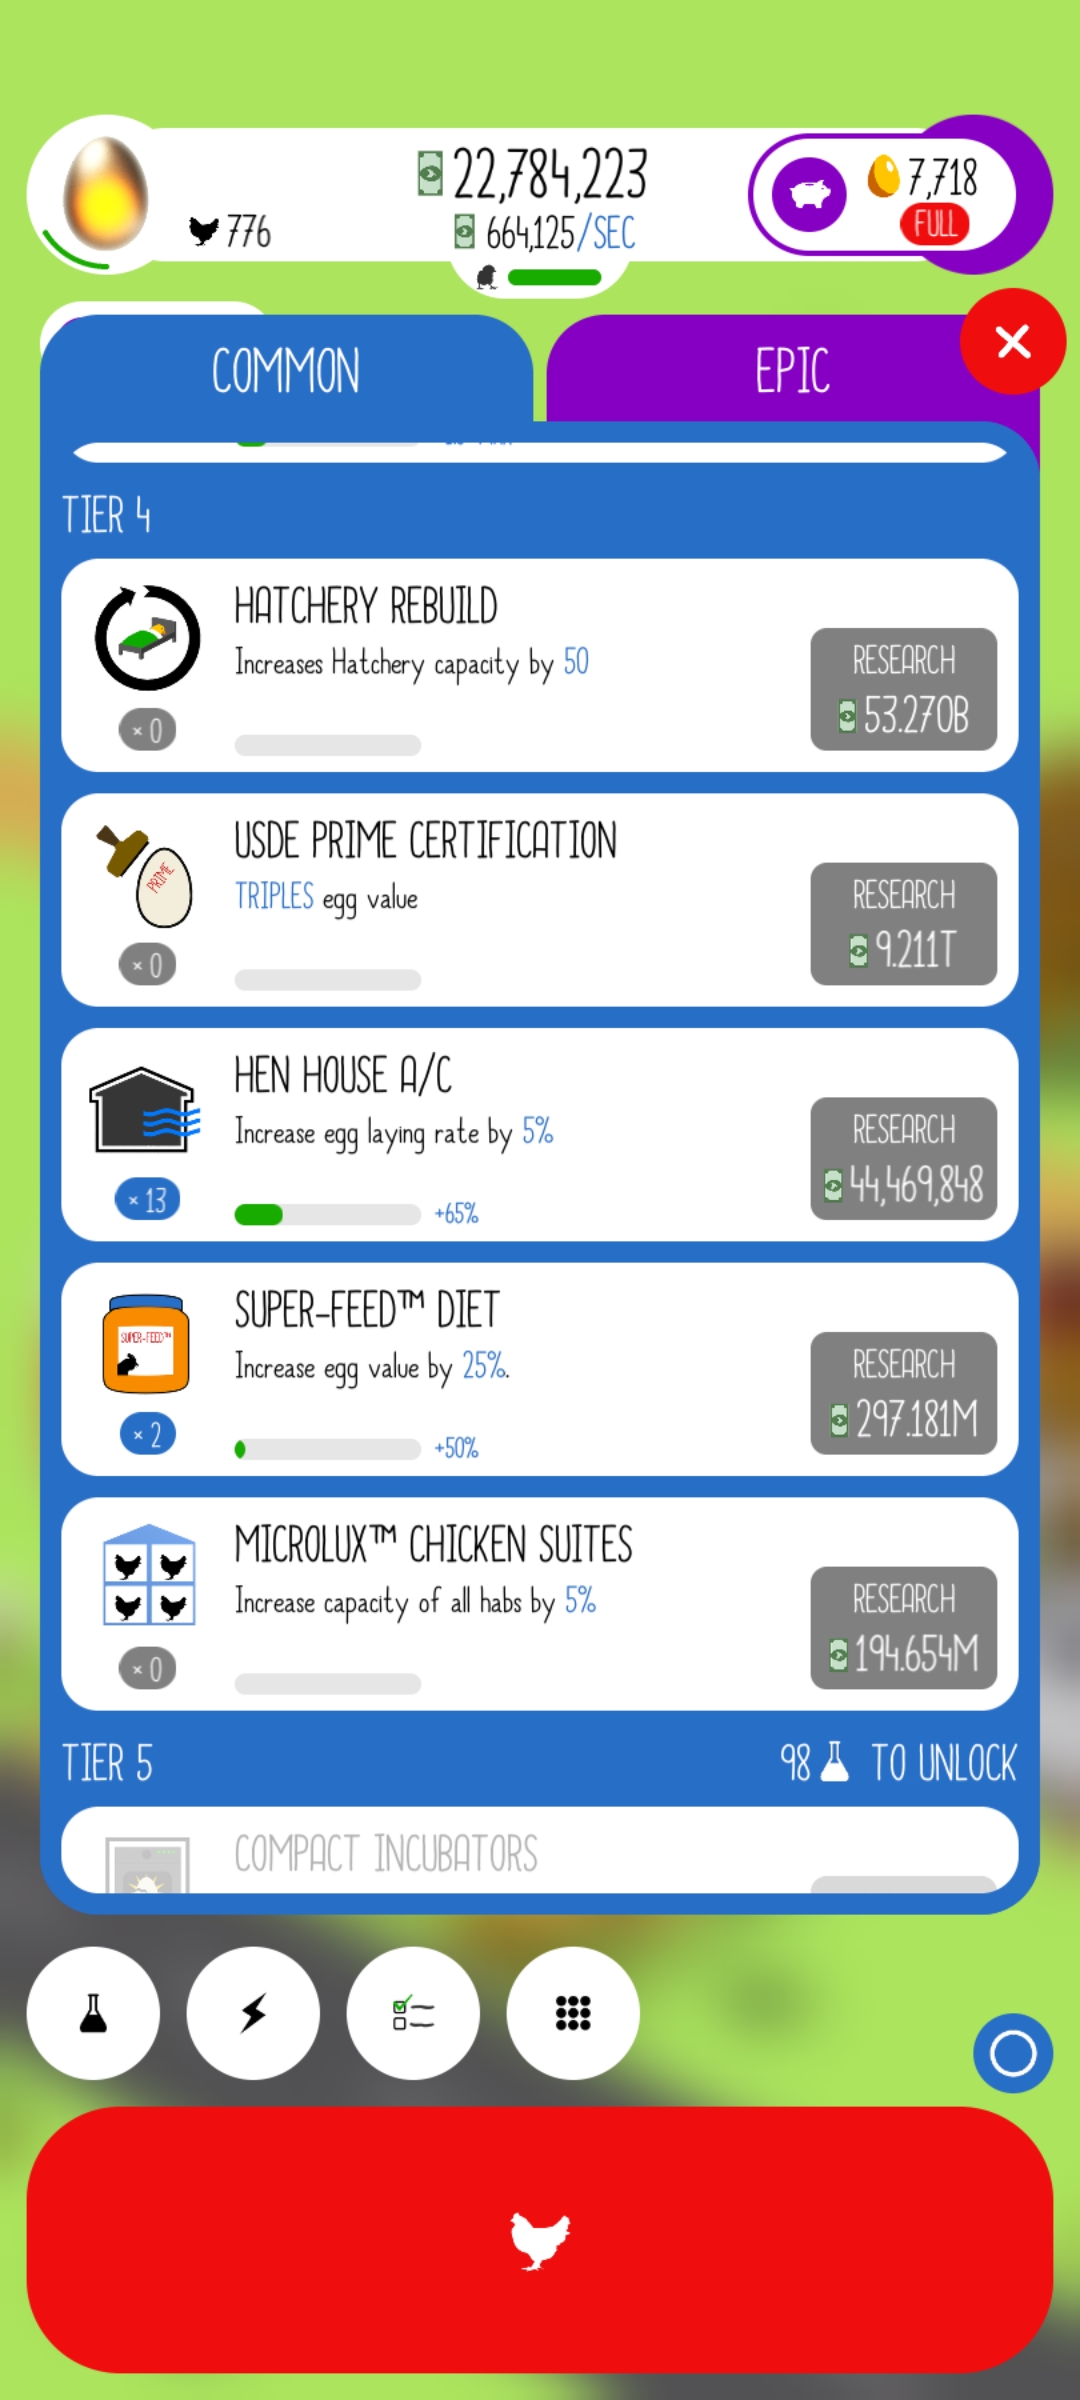 22,784,223
7,718
776
664,125/SEC
FULL
COMMON
EPIC
TIER 4
HATCHERY REBUILD
Increases Hatchery capacity by 50
RESEARCH
53.270B
× 0
USDE PRIME CERTIFICATION
PRIME
TRIPLES egg value
RESEARCH
9.211T
× 0
HEN HOUSE A/C
Increase egg laying rate by 5%
RESEARCH
44,469,848
× 13
+65%
SUPER-FEED™ DIET
SUPER-FEED™
Increase egg value by 25%.
RESEARCH
297.181M
× 2
+50%
MICROLUX™ CHICKEN SUITES
Increase capacity of all habs by 5%
RESEARCH
194.654M
× 0
TIER 5
98 TO UNLOCK
COMPACT INCUBATORS